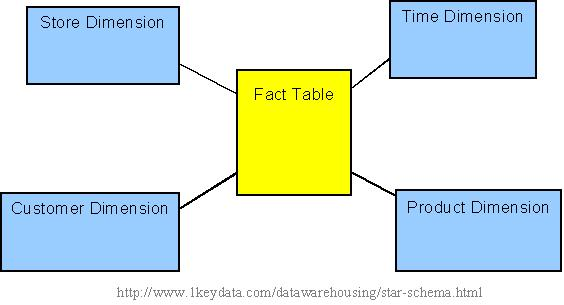 Store Dimension
Time Dimension
Fact Table
Customer Dimension
Product Dimension
http://www.1keydata.com/datawarehousing/star-schema.html